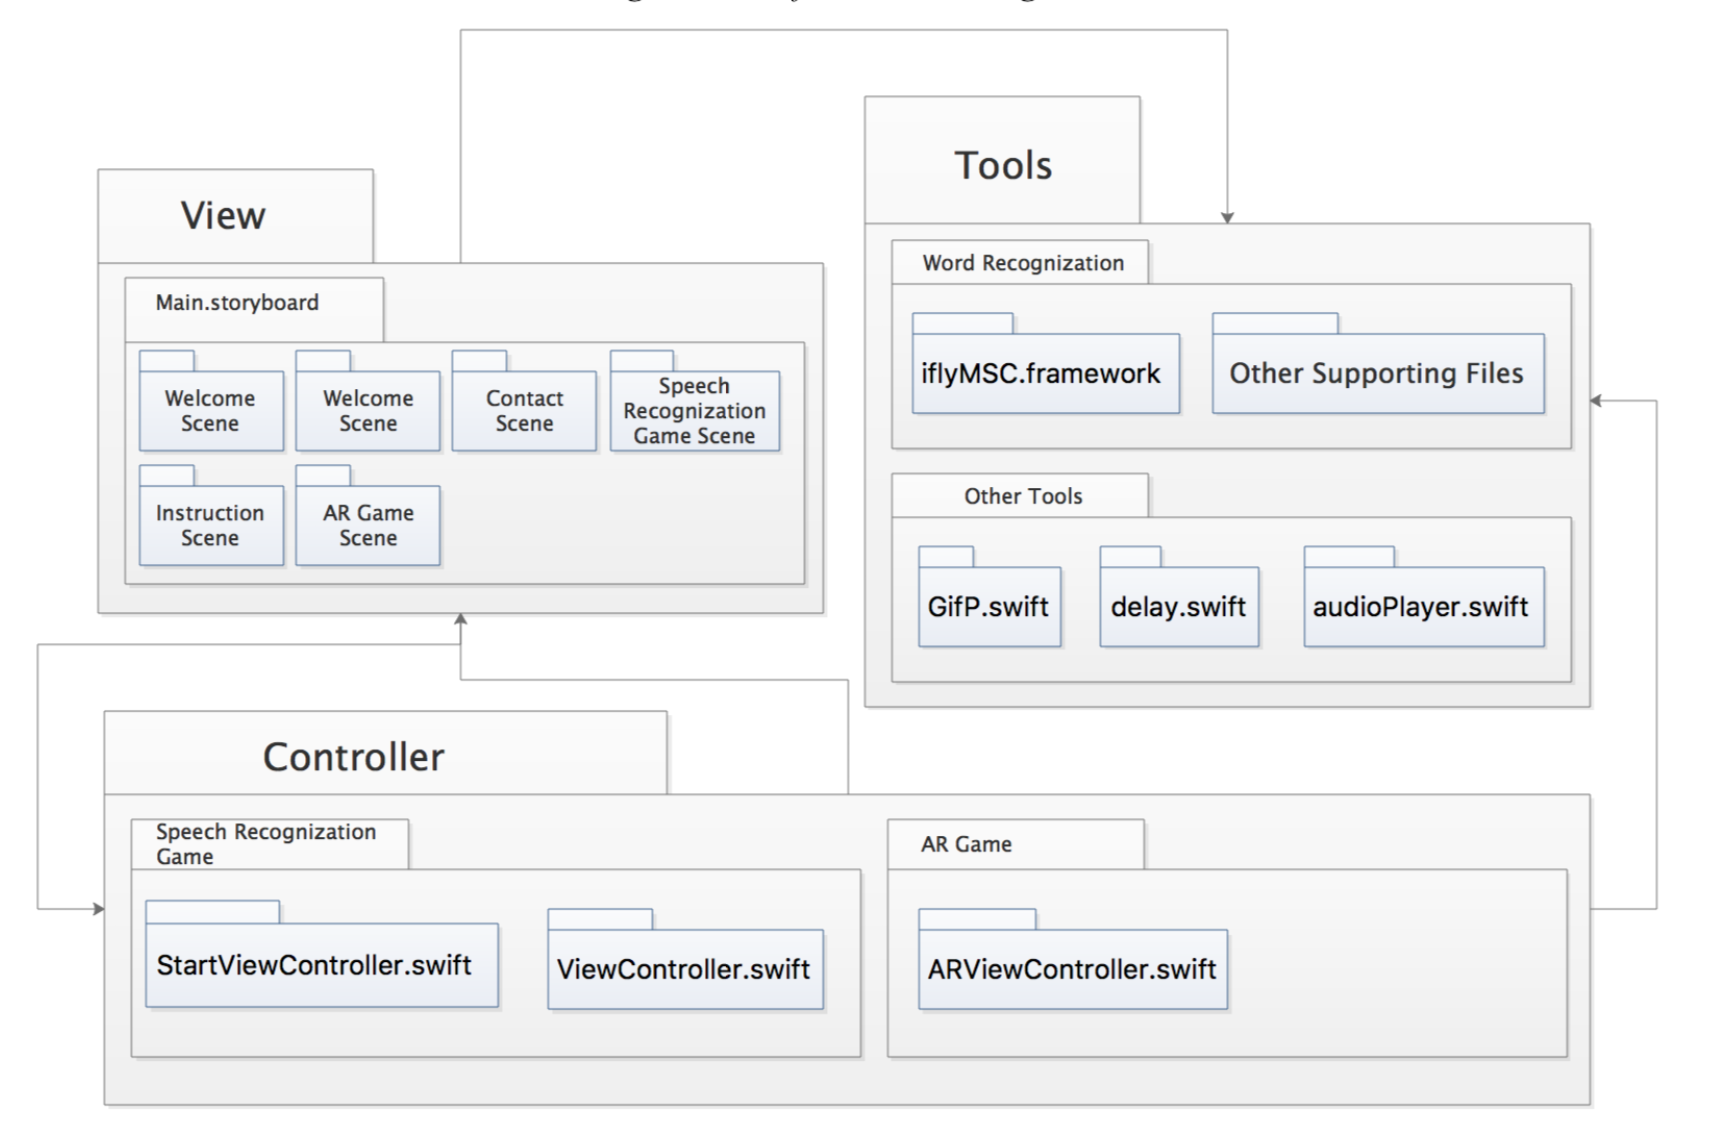 Tools
View
Word Recognization
Main.storyboard
iflyMSC.framework
Other Supporting Files
Welcome
Scene
Welcome
Scene
Contact
Scene
Speech
Recognization
Game Scene
Other Tools
Instruction
Scene
AR Game
Scene
GifP.swift
delay.swift
audioPlayer.swift
Controller
Speech Recognization
Game
AR Game
StartViewController.swift
ViewController.swift
ARViewController.swift